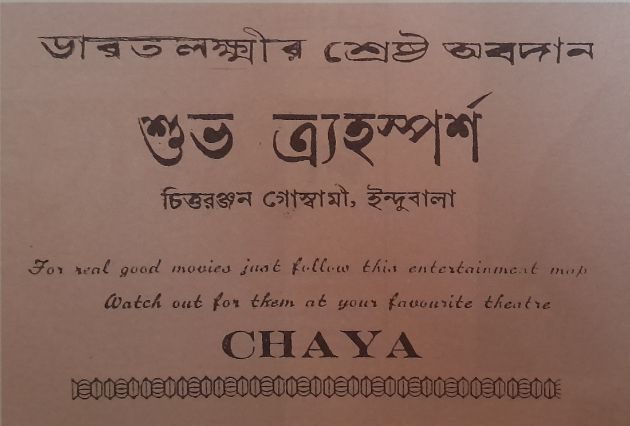 ভারতলক্ষ্মীর শ্রেষ্ঠ অবদান
শুভ ত্র্যহস্পর্শ
চিত্তরঞ্জন গোস্বামী, ইন্দুবালা
For real good movies just follow this entertainment map
Watch out for them at your favourite theatre
CHAYA